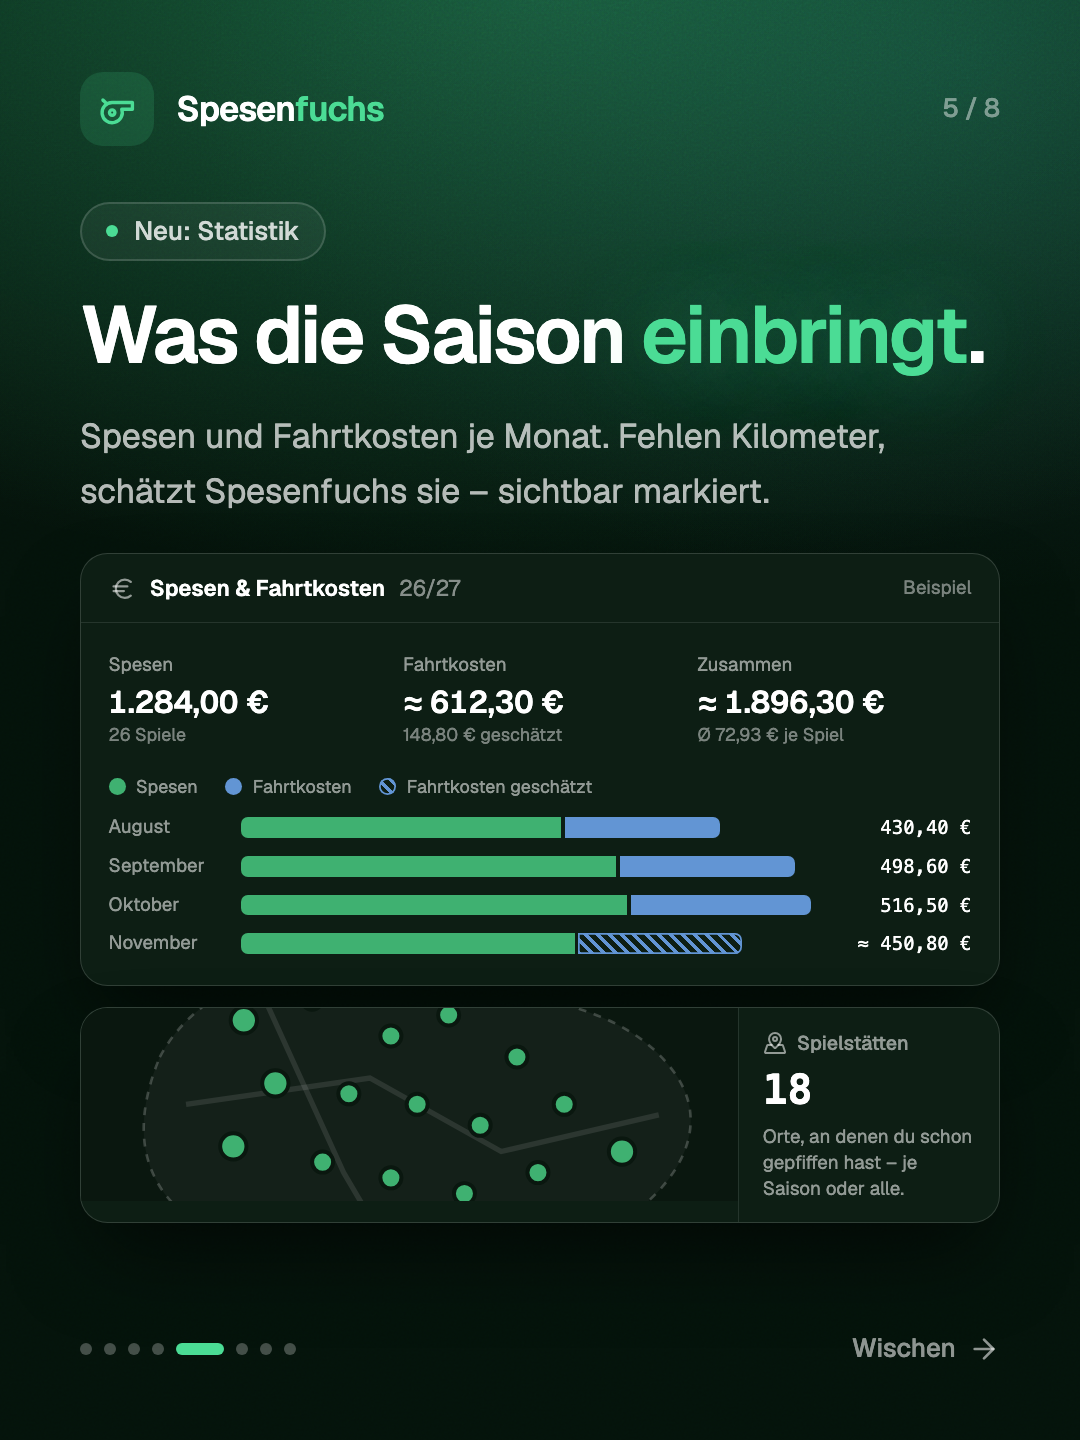 Spesenfuchs
5 / 8
Neu: Statistik
Was die Saison einbringt.
Spesen und Fahrtkosten je Monat. Fehlen Kilometer,
schätzt Spesenfuchs sie – sichtbar markiert.
Spesen & Fahrtkosten 26/27
Beispiel
Spesen
1.284,00 €
26 Spiele
Fahrtkosten
≈ 612,30 €
148,80 € geschätzt
Zusammen
≈ 1.896,30 €
Ø 72,93 € je Spiel
Spesen
Fahrtkosten
Fahrtkosten geschätzt
August 430,40 €
September 498,60 €
Oktober 516,50 €
November ≈ 450,80 €
Spielstätten
18
Orte, an denen du schon
gepfiffen hast – je
Saison oder alle.
Wischen →